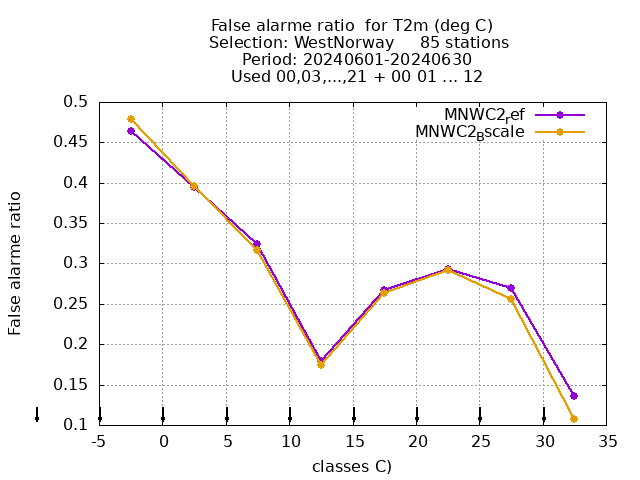 False alarme ratio  for T2m (deg C)
Selection: WestNorway     85 stations
Period: 20240601-20240630
Used 00,03,...,21 + 00 01 ... 12
MNWC2ref
MNWC2Bscale
0.5
0.45
0.4
0.35
0.3
0.25
0.2
0.15
0.1
False alarme ratio
-5 0 5 10 15 20 25 30 35
classes C)